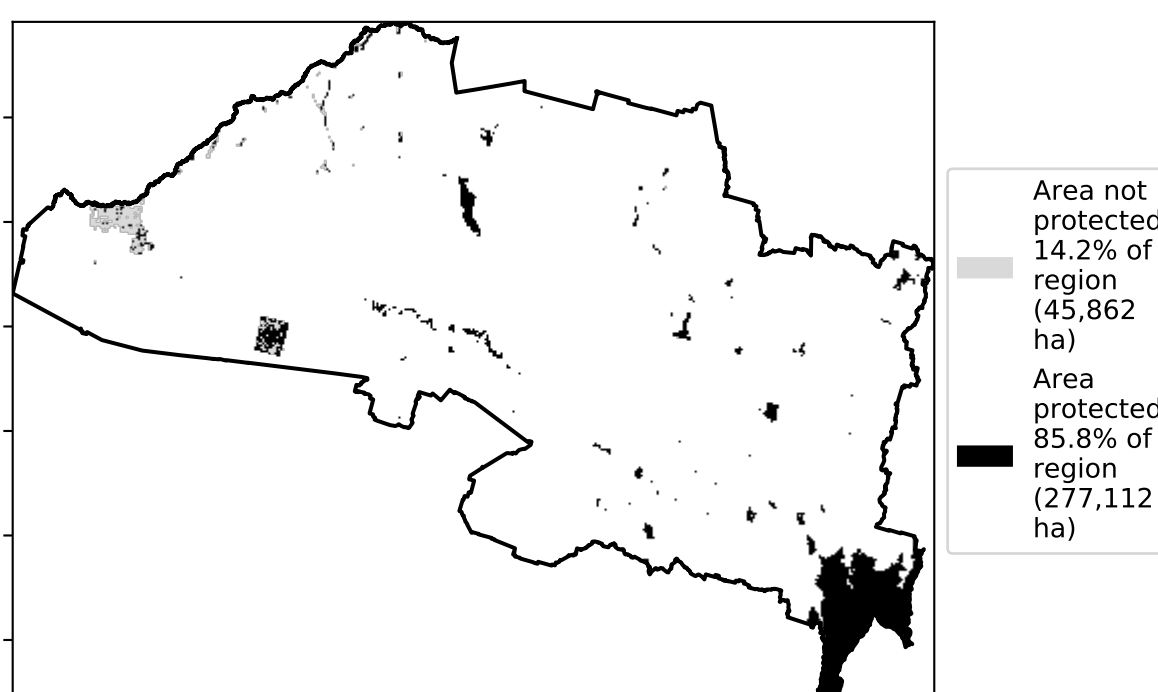 Area not
protected
14.2% of
region
(45,862
ha)
Area
protected
85.8% of
region
(277,112
ha)